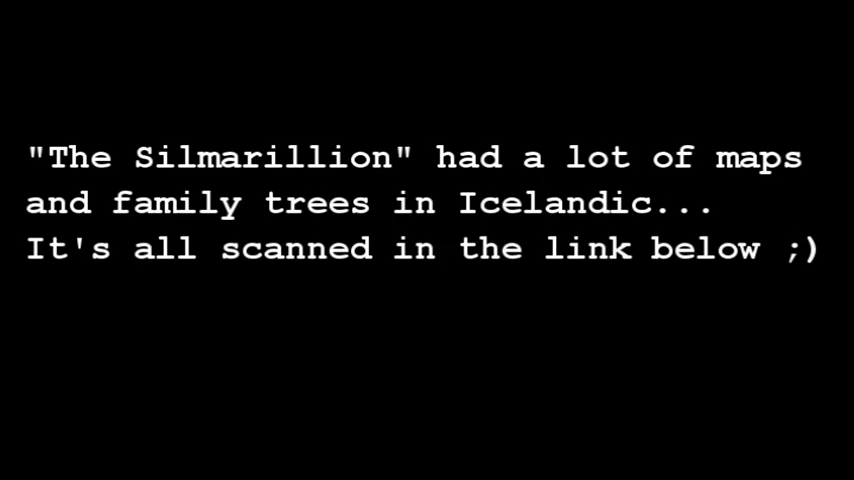 "The Silmarillion" had a lot of maps
and family trees in Icelandic...
It's all scanned in the link below ;)